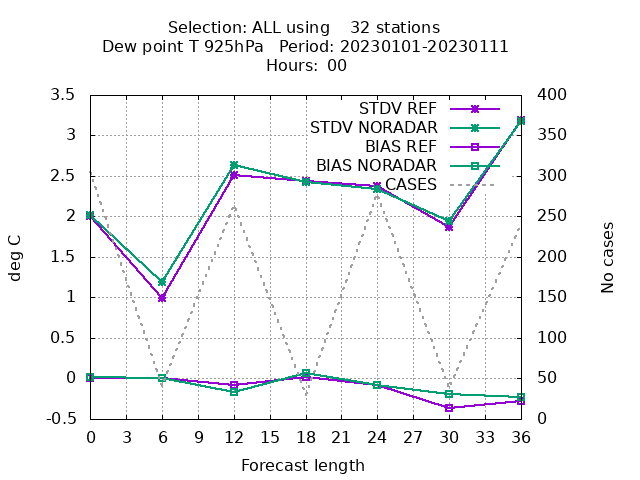 Selection: ALL using    32 stations
Dew point T 925hPa   Period: 20230101-20230111
Hours:  00
STDV REF
STDV NORADAR
BIAS REF
BIAS NORADAR
CASES
deg C
No cases
3.5
3
2.5
2
1.5
1
0.5
0
-0.5
400
350
300
250
200
150
100
50
0
0 3 6 9 12 15 18 21 24 27 30 33 36
Forecast length